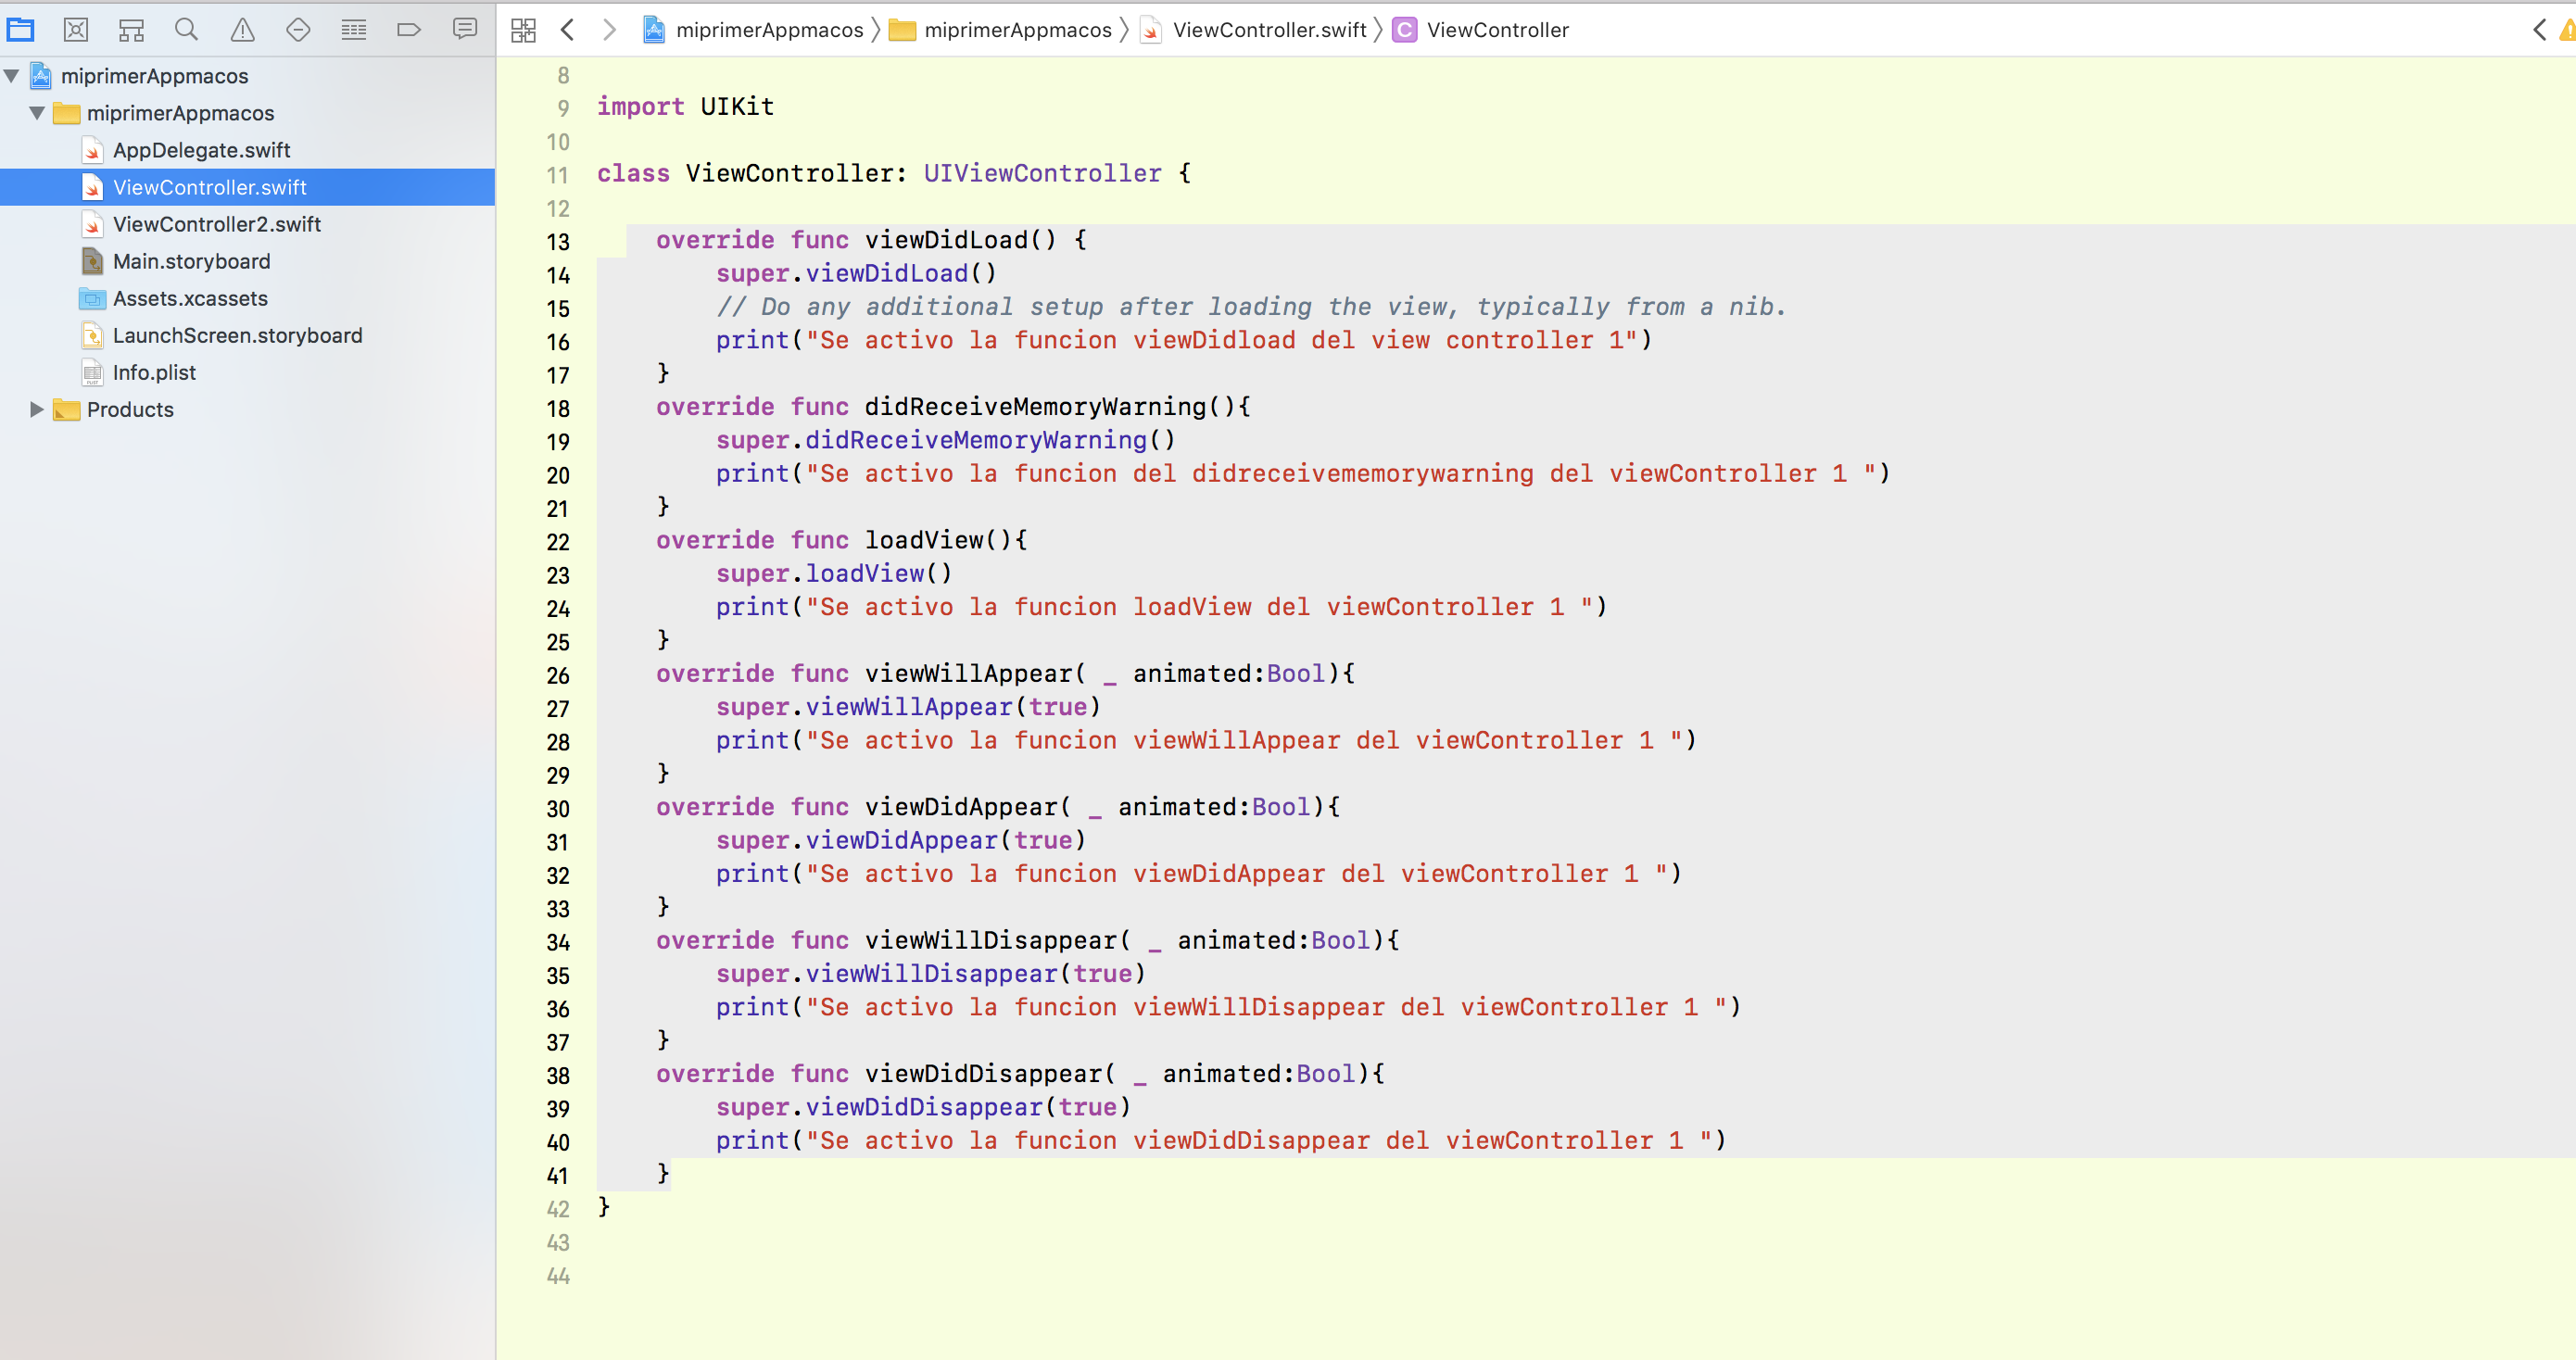 miprimerAppmacos
miprimerAppmacos
AppDelegate.swift
ViewController.swift
ViewController2.swift
Main.storyboard
Assets.xcassets
LaunchScreen.storyboard
Info.plist
Products
miprimerAppmacos 〉 miprimerAppmacos 〉 ViewController.swift 〉 C ViewController
8
9 import UIKit
10
11 class ViewController: UIViewController {
12
13     override func viewDidLoad() {
14         super.viewDidLoad()
15         // Do any additional setup after loading the view, typically from a nib.
16         print("Se activo la funcion viewDidload del view controller 1")
17     }
18     override func didReceiveMemoryWarning(){
19         super.didReceiveMemoryWarning()
20         print("Se activo la funcion del didreceivememorywarning del viewController 1 ")
21     }
22     override func loadView(){
23         super.loadView()
24         print("Se activo la funcion loadView del viewController 1 ")
25     }
26     override func viewWillAppear( _ animated:Bool){
27         super.viewWillAppear(true)
28         print("Se activo la funcion viewWillAppear del viewController 1 ")
29     }
30     override func viewDidAppear( _ animated:Bool){
31         super.viewDidAppear(true)
32         print("Se activo la funcion viewDidAppear del viewController 1 ")
33     }
34     override func viewWillDisappear( _ animated:Bool){
35         super.viewWillDisappear(true)
36         print("Se activo la funcion viewWillDisappear del viewController 1 ")
37     }
38     override func viewDidDisappear( _ animated:Bool){
39         super.viewDidDisappear(true)
40         print("Se activo la funcion viewDidDisappear del viewController 1 ")
41     }
42 }
43
44